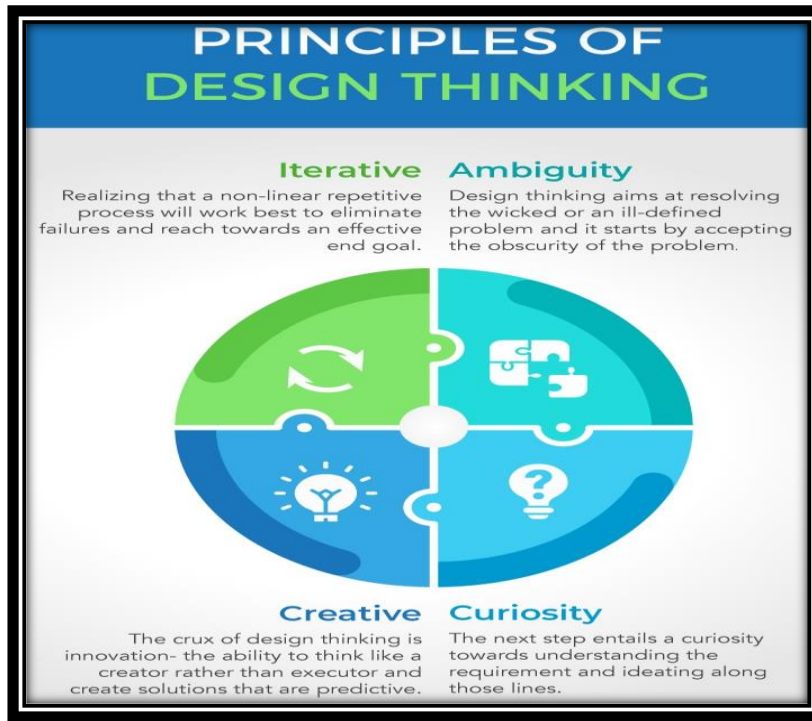 PRINCIPLES OF
DESIGN THINKING
Iterative
Realizing that a non-linear repetitive
process will work best to eliminate
failures and reach towards an effective
end goal.
Ambiguity
Design thinking aims at resolving
the wicked or an ill-defined
problem and it starts by accepting
the obscurity of the problem.
?
Creative
The crux of design thinking is
innovation- the ability to think like a
creator rather than executor and
create solutions that are predictive.
Curiosity
The next step entails a curiosity
towards understanding the
requirement and ideating along
those lines.